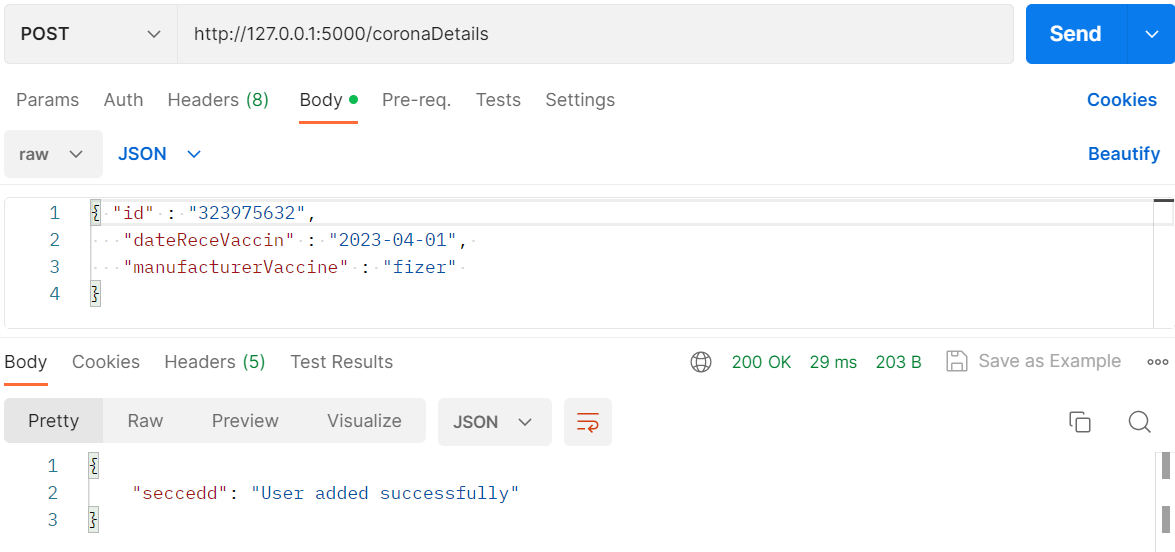 POST http://127.0.0.1:5000/coronaDetails Send
Params Auth Headers (8) Body Pre-req. Tests Settings Cookies
raw JSON Beautify
1 { "id" : "323975632",
2 "dateReceVaccin" : "2023-04-01",
3 "manufacturerVaccine" : "fizer"
4 }
Body Cookies Headers (5) Test Results 200 OK 29 ms 203 B Save as Example
Pretty Raw Preview Visualize JSON
1 {
2 "seccedd": "User added successfully"
3 }